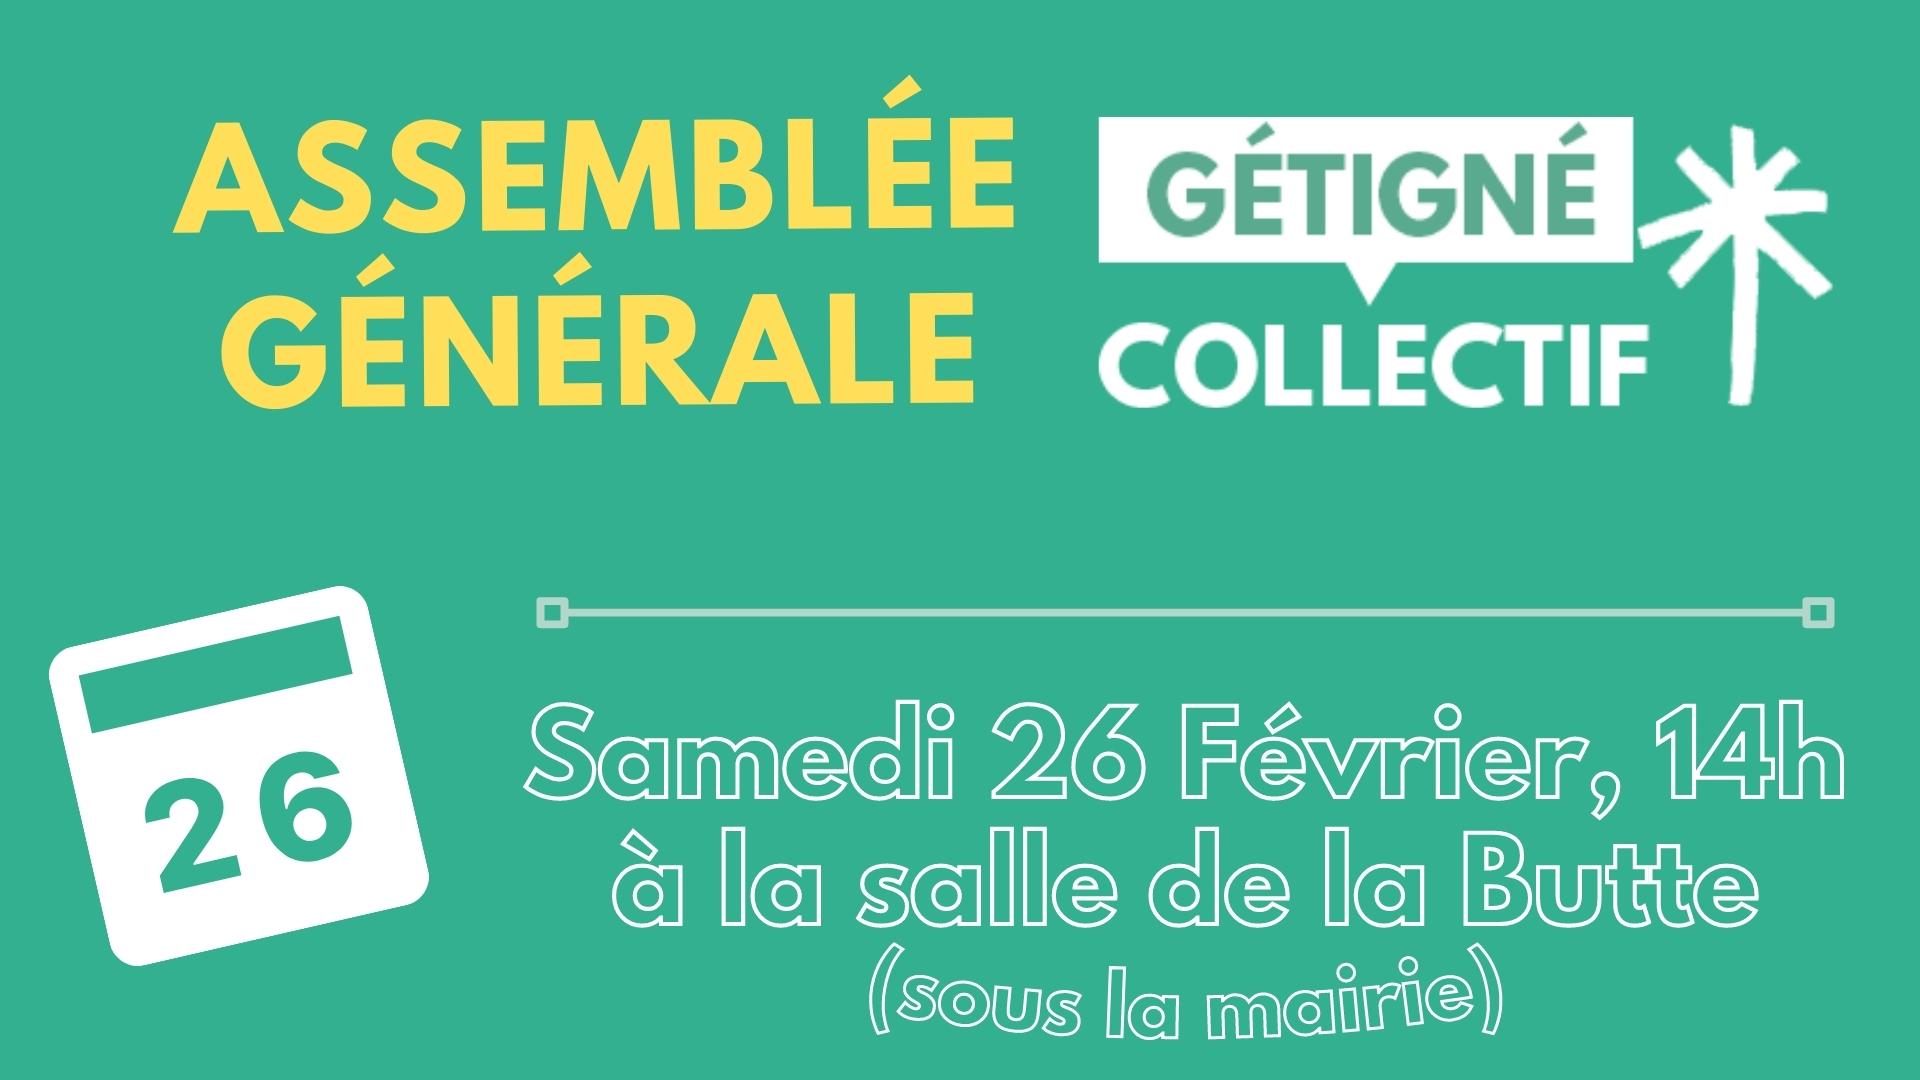 ASSEMBLÉE
GÉNÉRALE
GÉTIGNÉ
COLLECTIF
26
Samedi 26 Février, 14h
à la salle de la Butte
(sous la mairie)